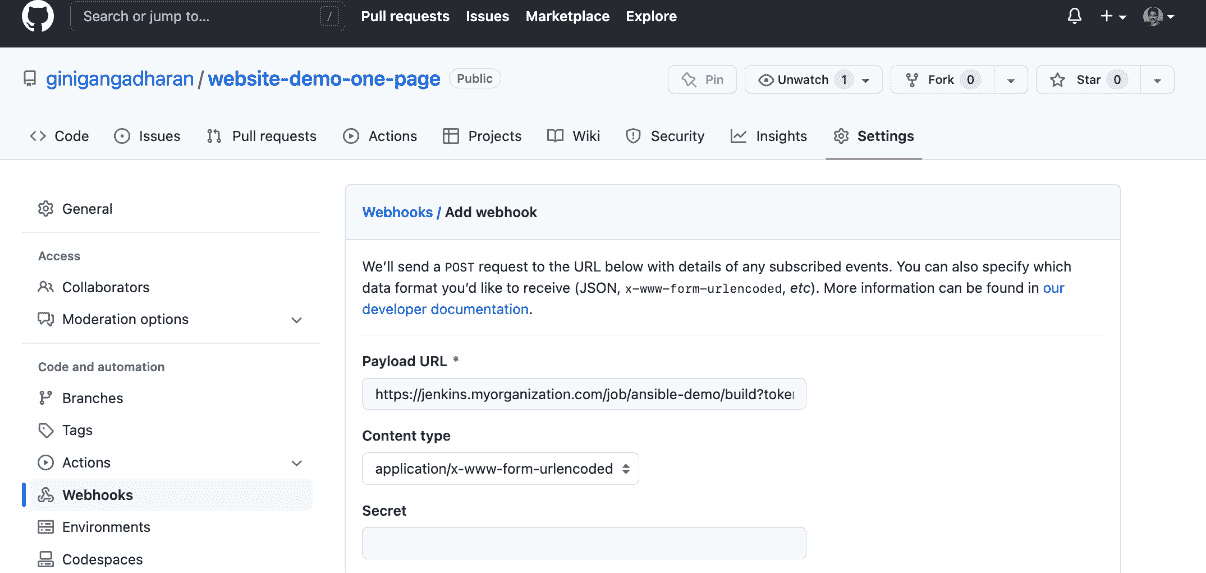 Search or jump to... /
Pull requests Issues Marketplace Explore
ginigangadharan / website-demo-one-page Public
Pin Unwatch 1 Fork 0 Star 0
Code Issues Pull requests Actions Projects Wiki Security Insights Settings
General
Access
Collaborators
Moderation options
Code and automation
Branches
Tags
Actions
Webhooks
Environments
Codespaces
Webhooks / Add webhook
We’ll send a POST request to the URL below with details of any subscribed events. You can also specify which
data format you’d like to receive (JSON, x-www-form-urlencoded, etc). More information can be found in our
developer documentation.
Payload URL *
https://jenkins.myorganization.com/job/ansible-demo/build?token
Content type
application/x-www-form-urlencoded
Secret